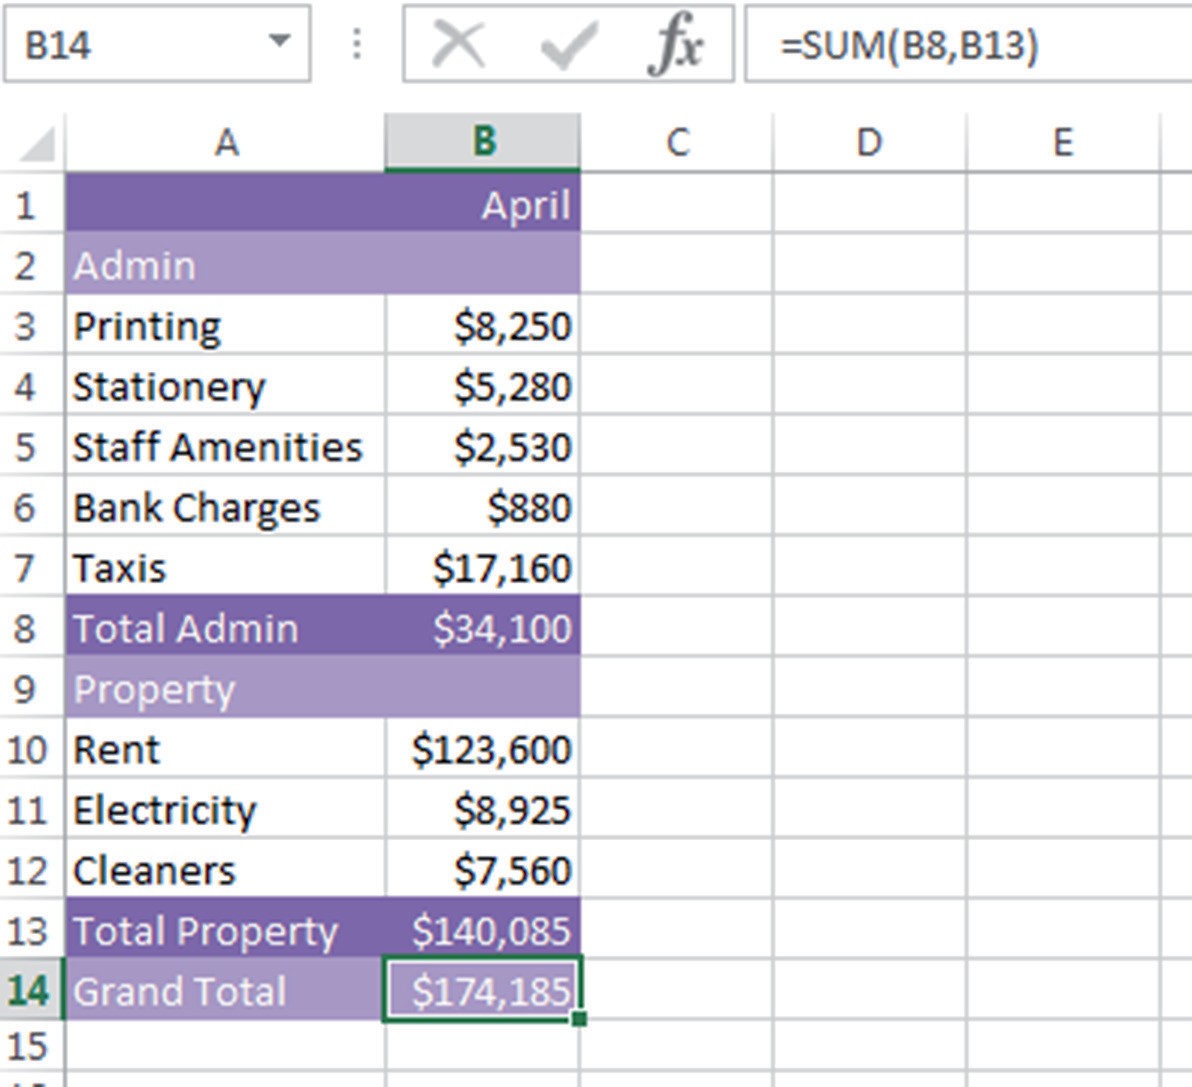 B14 fx =SUM(B8,B13)
A B C D E
1 April
2 Admin
3 Printing $8,250
4 Stationery $5,280
5 Staff Amenities $2,530
6 Bank Charges $880
7 Taxis $17,160
8 Total Admin $34,100
9 Property
10 Rent $123,600
11 Electricity $8,925
12 Cleaners $7,560
13 Total Property $140,085
14 Grand Total $174,185
15